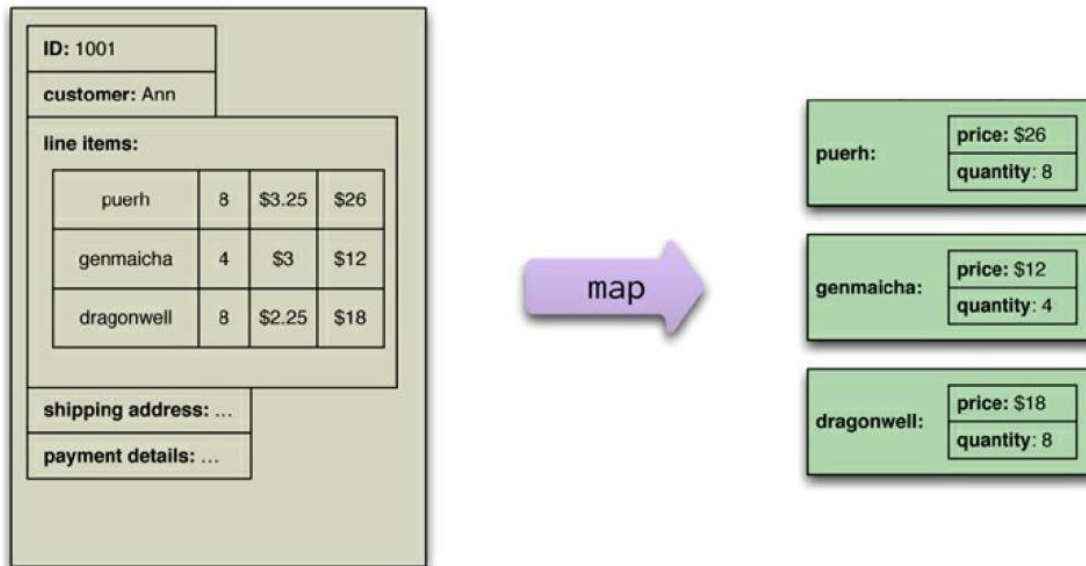 ID: 1001
customer: Ann
line items:
puerh 8 $3.25 $26
genmaicha 4 $3 $12
dragonwell 8 $2.25 $18
shipping address: ...
payment details: ...
map
puerh:
price: $26
quantity: 8
genmaicha:
price: $12
quantity: 4
dragonwell:
price: $18
quantity: 8